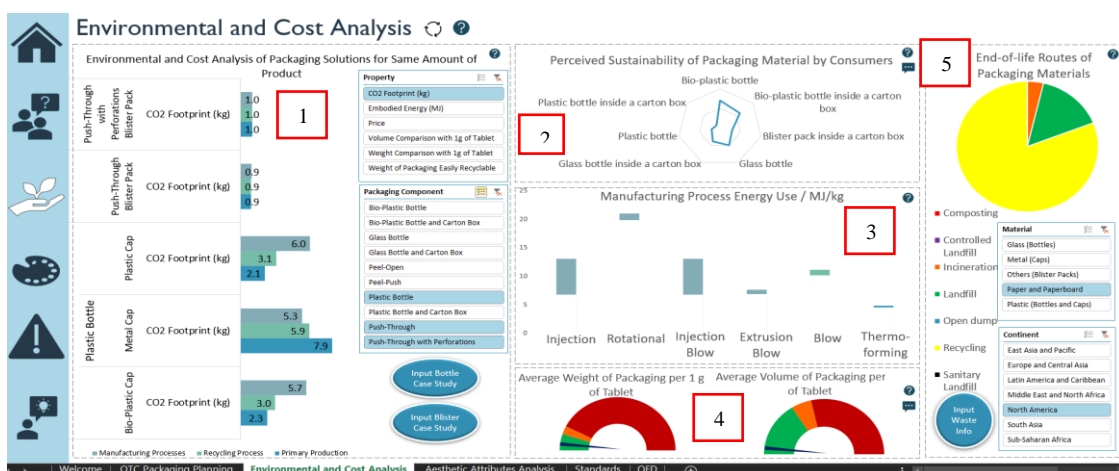 Environmental and Cost Analysis
?
?
Environmental and Cost Analysis of Packaging Solutions for Same Amount of
Product
?
Push-Through
with
Perforations
Blister Pack
CO2 Footprint (kg)
1.0
1.0
1.0
1
Push-Through
Blister Pack
CO2 Footprint (kg)
0.9
0.9
0.9
Plastic Cap
CO2 Footprint (kg)
6.0
3.1
2.1
Plastic Bottle
Metal Cap
CO2 Footprint (kg)
5.3
5.9
7.9
Bio-Plastic Cap
CO2 Footprint (kg)
5.7
3.0
2.3
Manufacturing Processes
Recycling Process
Primary Production
Property
CO2 Footprint (kg)
Embodied Energy (MJ)
Price
Volume Comparison with 1g of Tablet
Weight Comparison with 1g of Tablet
Weight of Packaging Easily Recyclable
Packaging Component
Bio-Plastic Bottle
Bio-Plastic Bottle and Carton Box
Glass Bottle
Glass Bottle and Carton Box
Peel-Open
Peel-Push
Plastic Bottle
Plastic Bottle and Carton Box
Push-Through
Push-Through with Perforations
Input Bottle
Case Study
Input Blister
Case Study
Perceived Sustainability of Packaging Material by Consumers
?
Bio-plastic bottle
Bio-plastic bottle inside a carton
box
Blister pack inside a carton box
Glass bottle
Glass bottle inside a carton box
Plastic bottle
Plastic bottle inside a carton box
2
Manufacturing Process Energy Use / MJ/kg
?
3
25
20
15
10
5
0
Injection
Rotational
Injection
Blow
Extrusion
Blow
Blow
Thermo-
forming
Average Weight of Packaging per 1 g
of Tablet
Average Volume of Packaging per
of Tablet
?
4
5
End-of-life Routes of
Packaging Materials
?
Composting
Controlled
Landfill
Incineration
Landfill
Open dump
Recycling
Sanitary
Landfill
Input
Waste
Info
Material
Glass (Bottles)
Metal (Caps)
Others (Blister Packs)
Paper and Paperboard
Plastic (Bottles and Caps)
Continent
East Asia and Pacific
Europe and Central Asia
Latin America and Caribbean
Middle East and North Africa
North America
South Asia
Sub-Saharan Africa
Welcome
OTC Packaging Planning
Environmental and Cost Analysis
Aesthetic Attributes Analysis
Standards
QFD